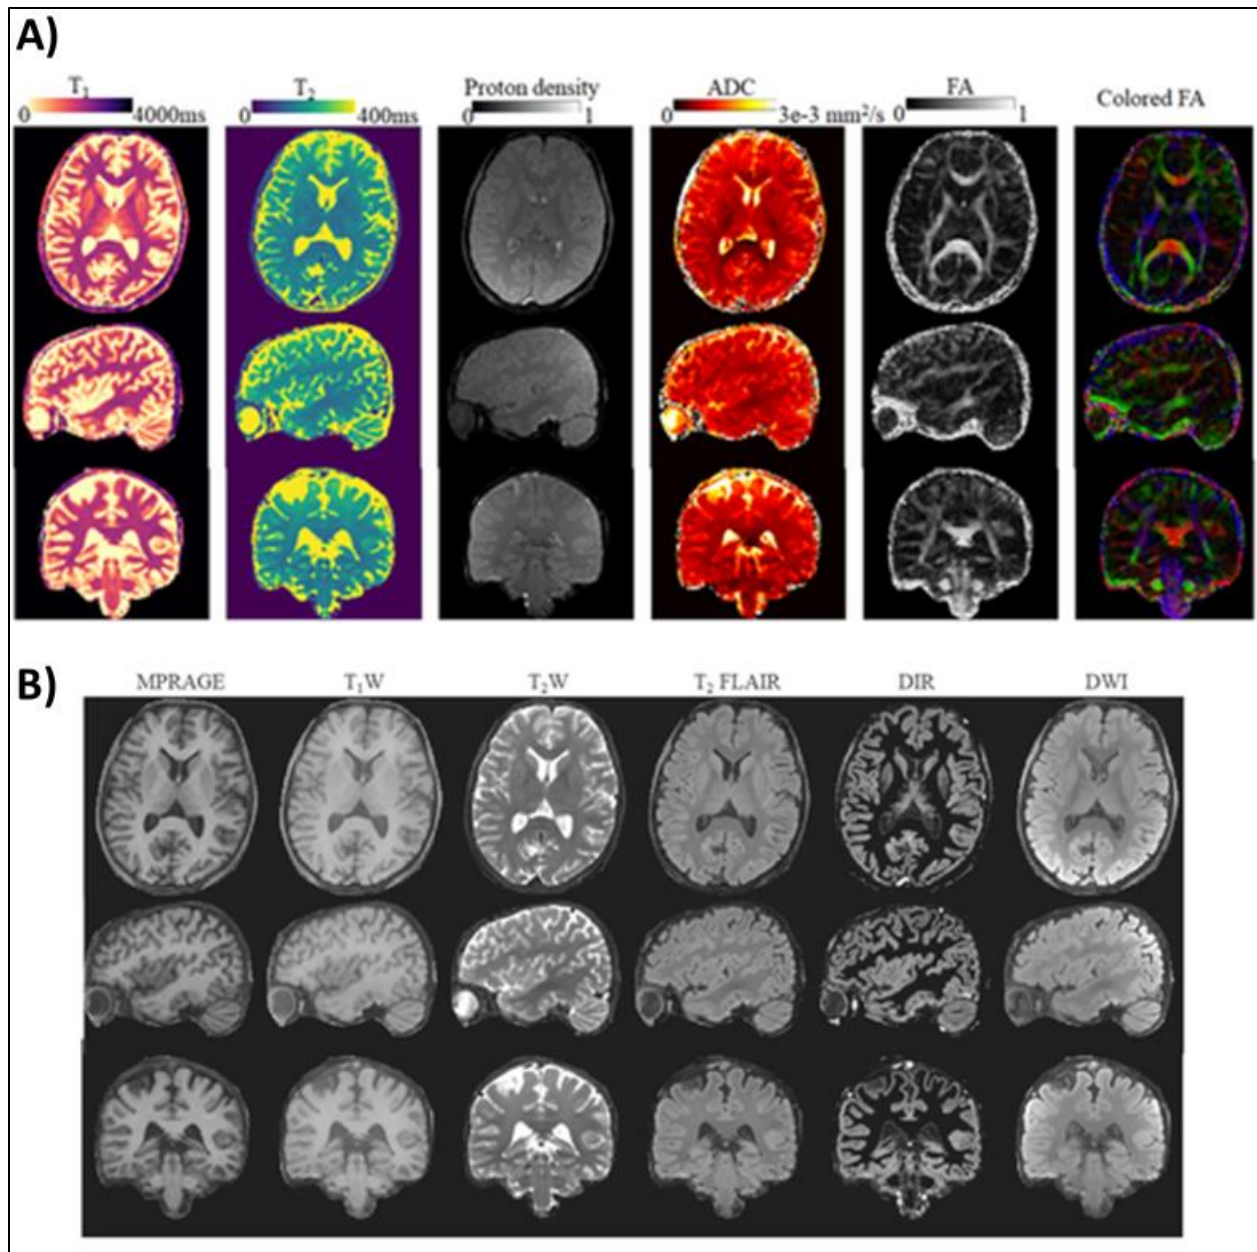 A)
T₁ T₂ Proton density ADC FA Colored FA
0 4000ms 0 400ms 0 1 0 3e-3 mm²/s 0 1
B)
MPRAGE T₁W T₂W T₂ FLAIR DIR DWI